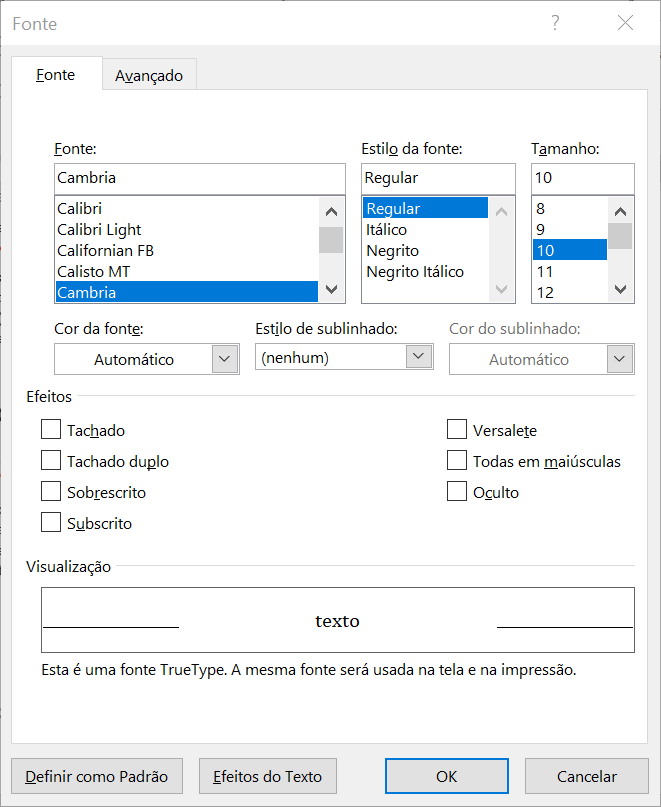 Fonte
?
Fonte Avançado
Fonte: Estilo da fonte: Tamanho:
Cambria Regular 10
Calibri Regular 8
Calibri Light Itálico 9
Californian FB Negrito 10
Calisto MT Negrito Itálico 11
Cambria 12
Cor da fonte: Estilo de sublinhado: Cor do sublinhado:
Automático (nenhum) Automático
Efeitos
Tachado Versalete
Tachado duplo Todas em maiúsculas
Sobrescrito Oculto
Subscrito
Visualização
texto
Esta é uma fonte TrueType. A mesma fonte será usada na tela e na impressão.
Definir como Padrão Efeitos do Texto OK Cancelar